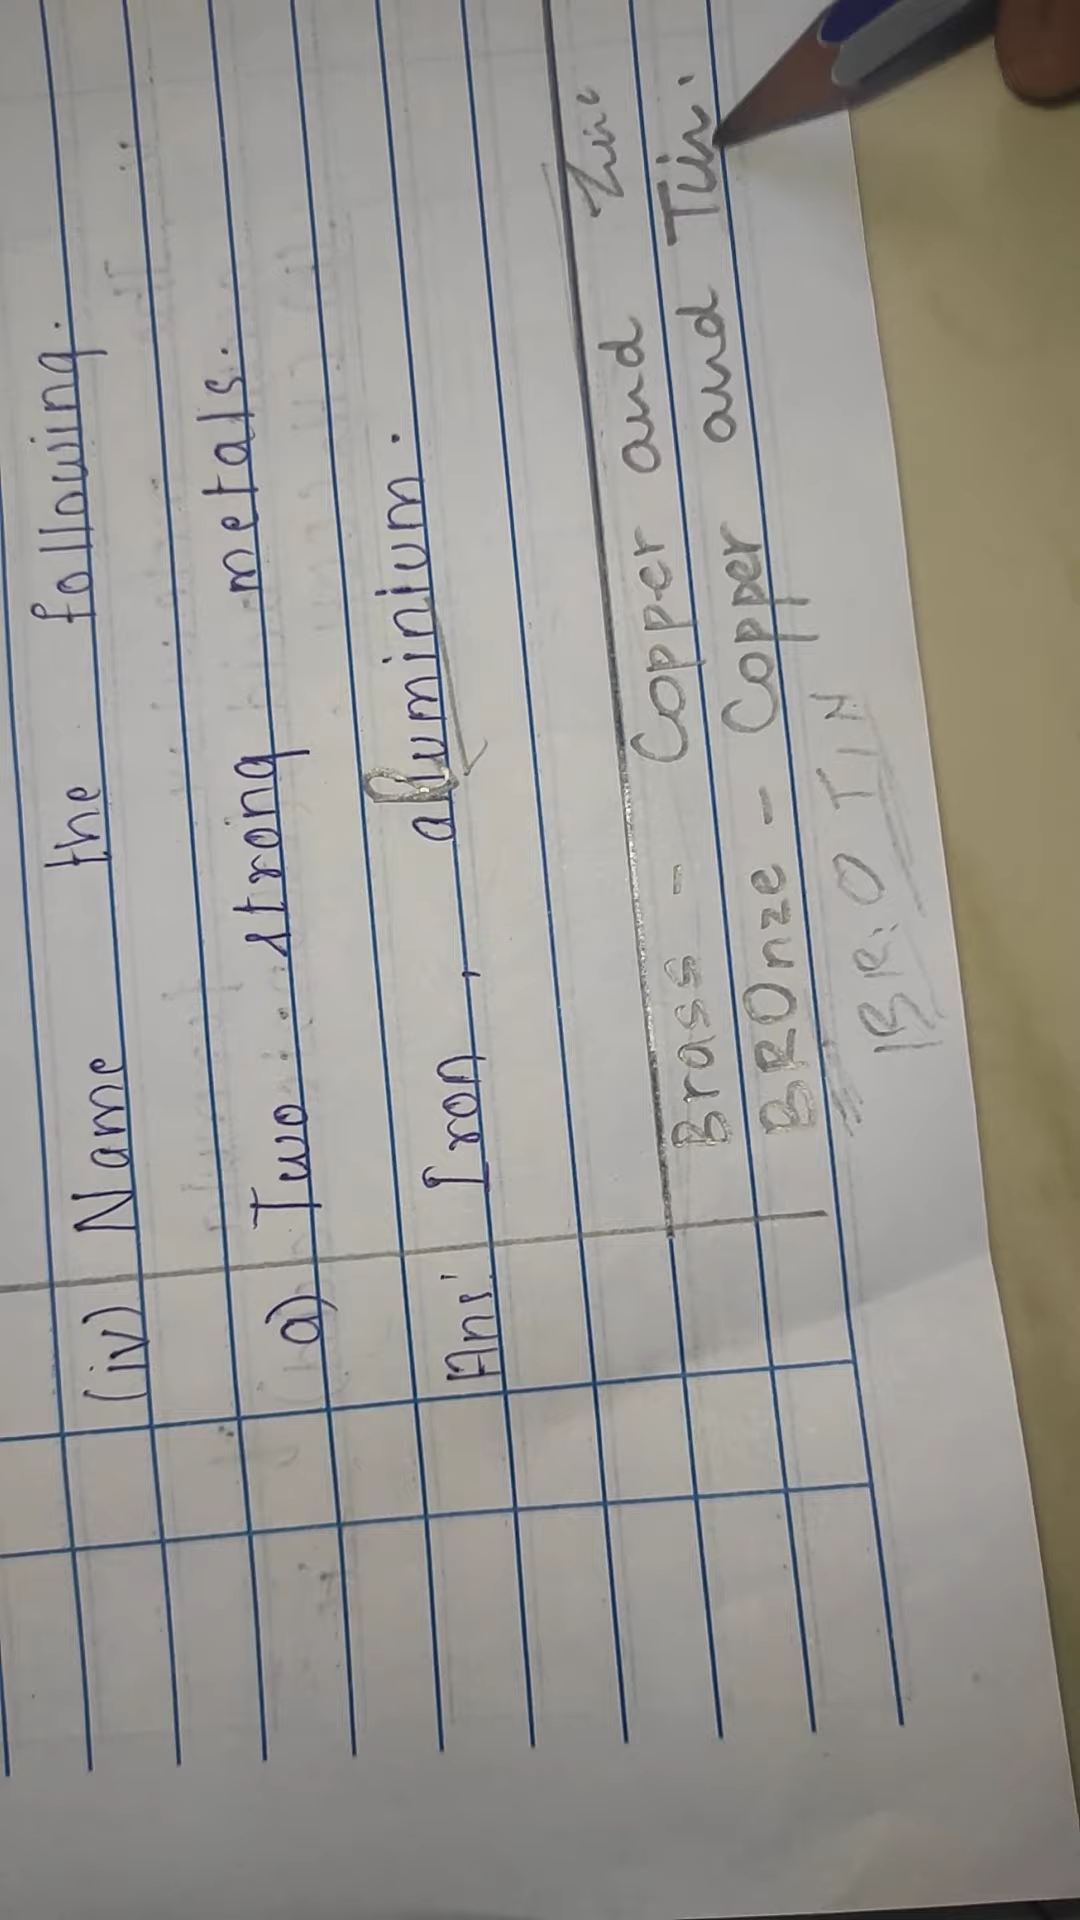 (iv) Name the following.
(a) Two strong metals.
Ans: Iron, aluminium.
Brass - Copper and Zinc
BROnze - Copper and Tin.
BR.O TIN